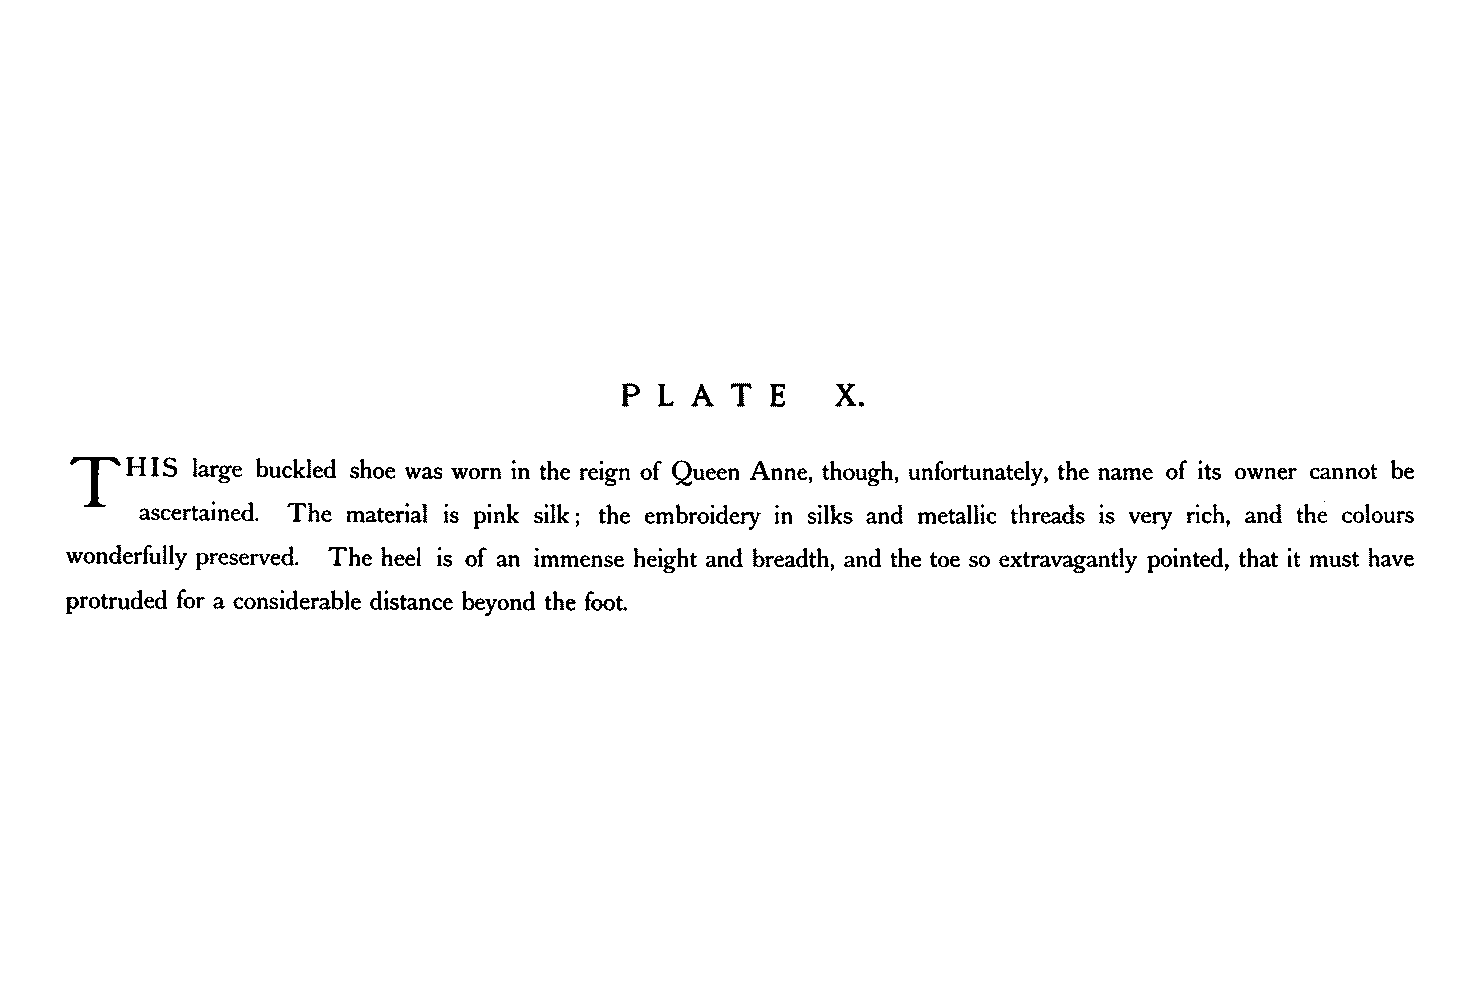 PLATE X.
THIS large buckled shoe was worn in the reign of Queen Anne, though, unfortunately, the name of its owner cannot be
ascertained. The material is pink silk; the embroidery in silks and metallic threads is very rich, and the colours
wonderfully preserved. The heel is of an immense height and breadth, and the toe so extravagantly pointed, that it must have
protruded for a considerable distance beyond the foot.